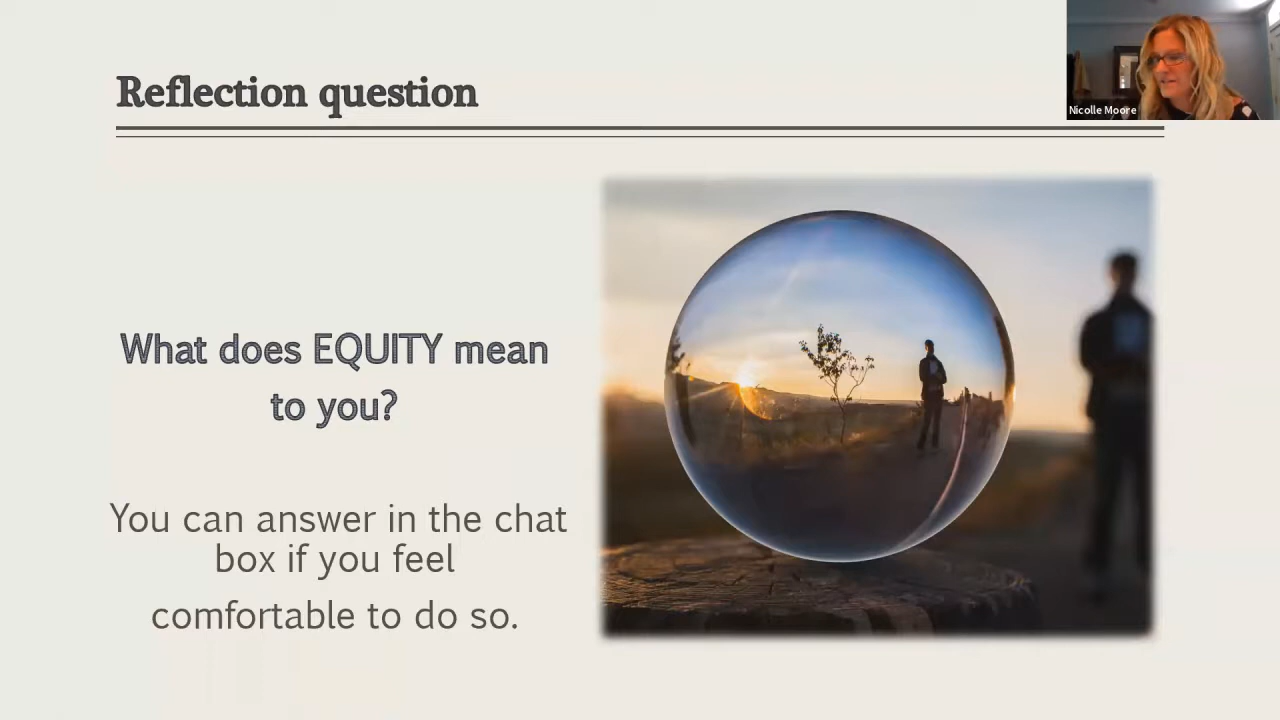 Reflection question
Nicolle Moore
What does EQUITY mean
to you?
You can answer in the chat
box if you feel
comfortable to do so.